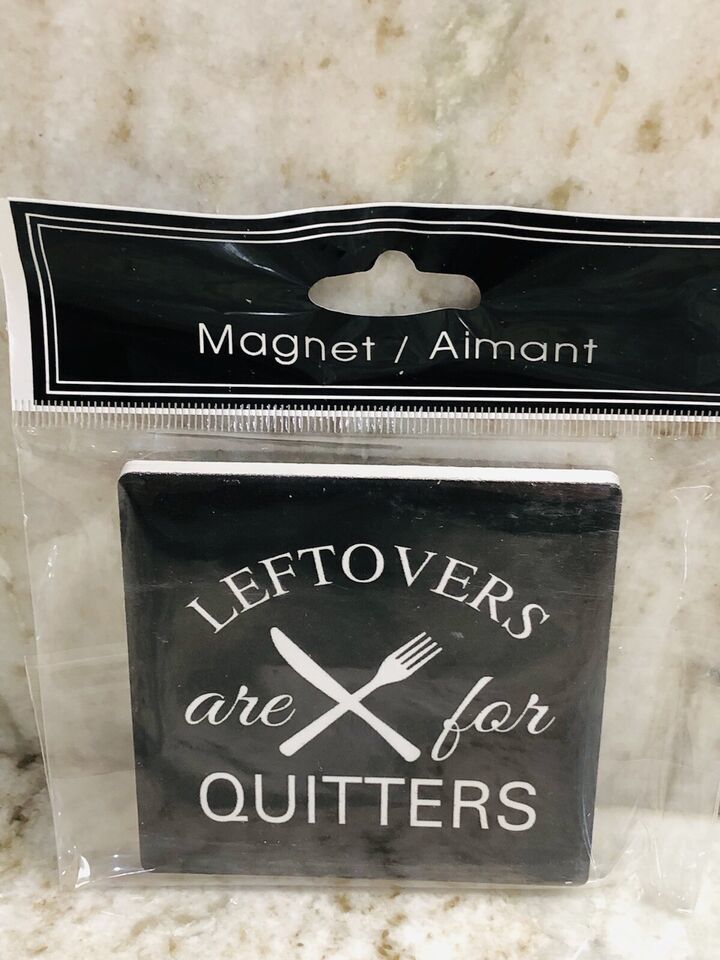 Magnet / Aimant
LEFTOVERS
are for
QUITTERS